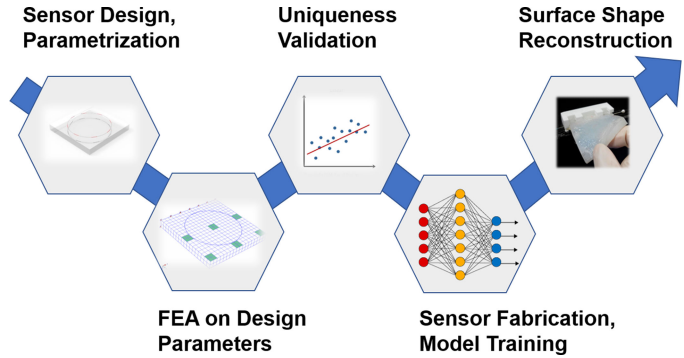 Sensor Design,
Parametrization
FEA on Design
Parameters
Uniqueness
Validation
Sensor Fabrication,
Model Training
Surface Shape
Reconstruction